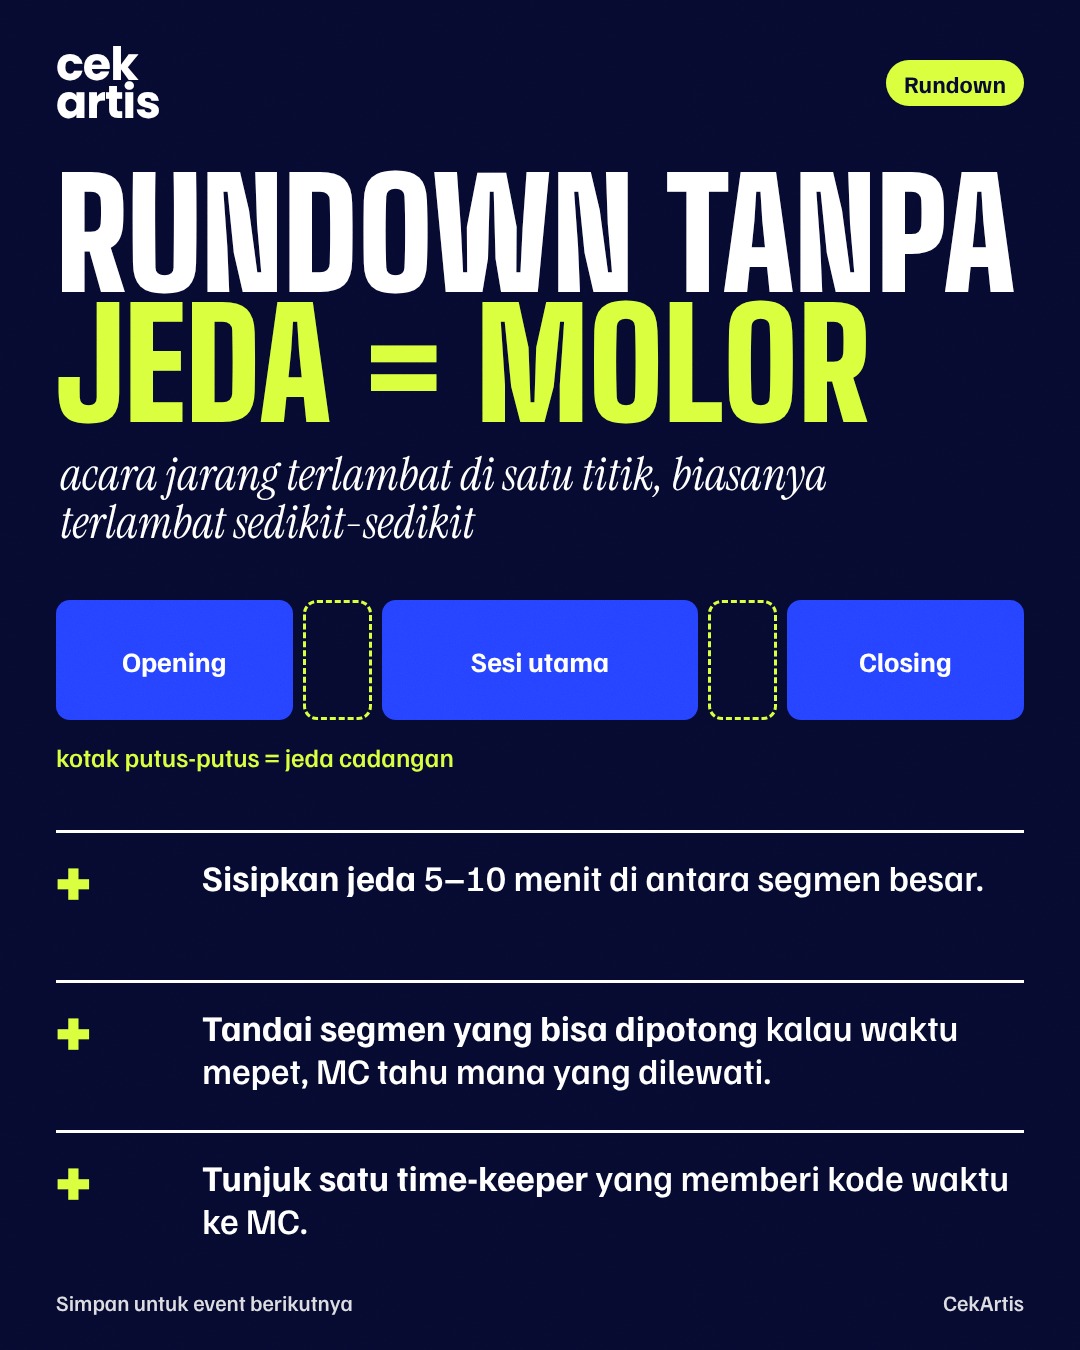 cek
artis
Rundown
RUNDOWN TANPA
JEDA = MOLOR
acara jarang terlambat di satu titik, biasanya
terlambat sedikit-sedikit
Opening
Sesi utama
Closing
kotak putus-putus = jeda cadangan
+ Sisipkan jeda 5–10 menit di antara segmen besar.
+ Tandai segmen yang bisa dipotong kalau waktu
mepet, MC tahu mana yang dilewati.
+ Tunjuk satu time-keeper yang memberi kode waktu
ke MC.
Simpan untuk event berikutnya
CekArtis